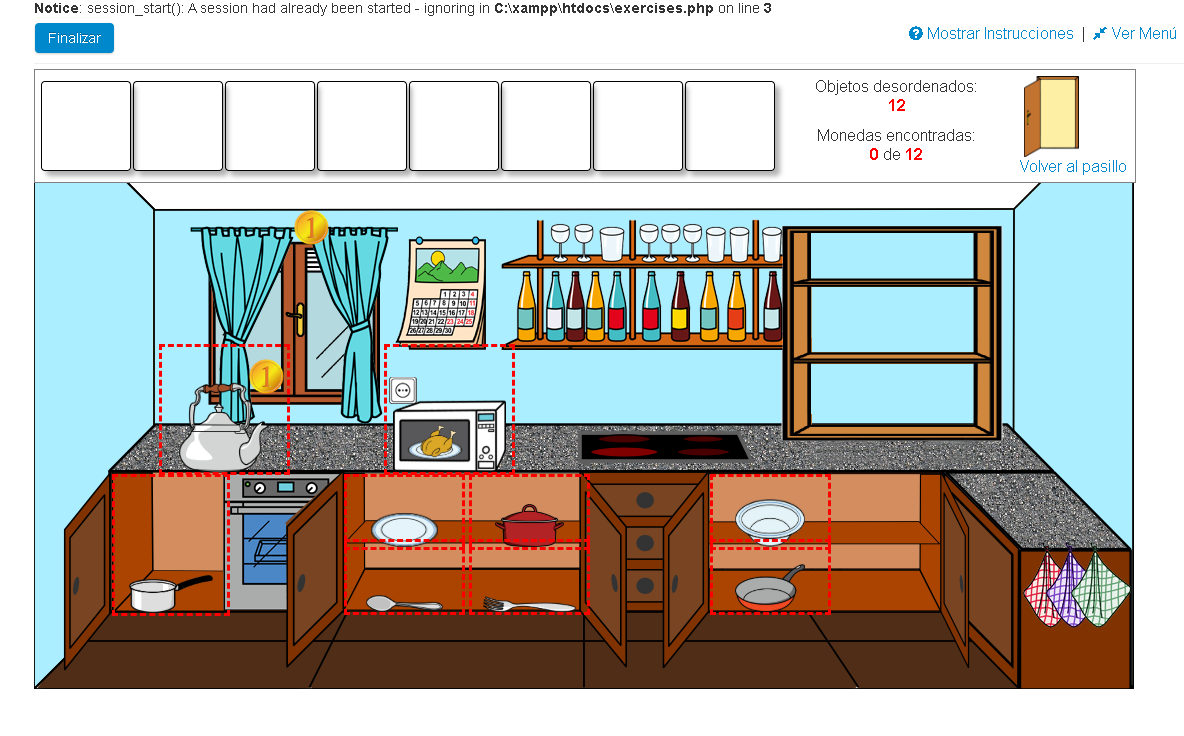 Notice: session_start(): A session had already been started - ignoring in C:\xampp\htdocs\exercises.php on line 3
Finalizar
Mostrar Instrucciones | Ver Menú
Objetos desordenados:
12
Monedas encontradas:
0 de 12
Volver al pasillo
1
1
1 2 3 4
5 6 7 8 9 10 11
12 13 14 15 16 17 18
19 20 21 22 23 24 25
26 27 28 29 30